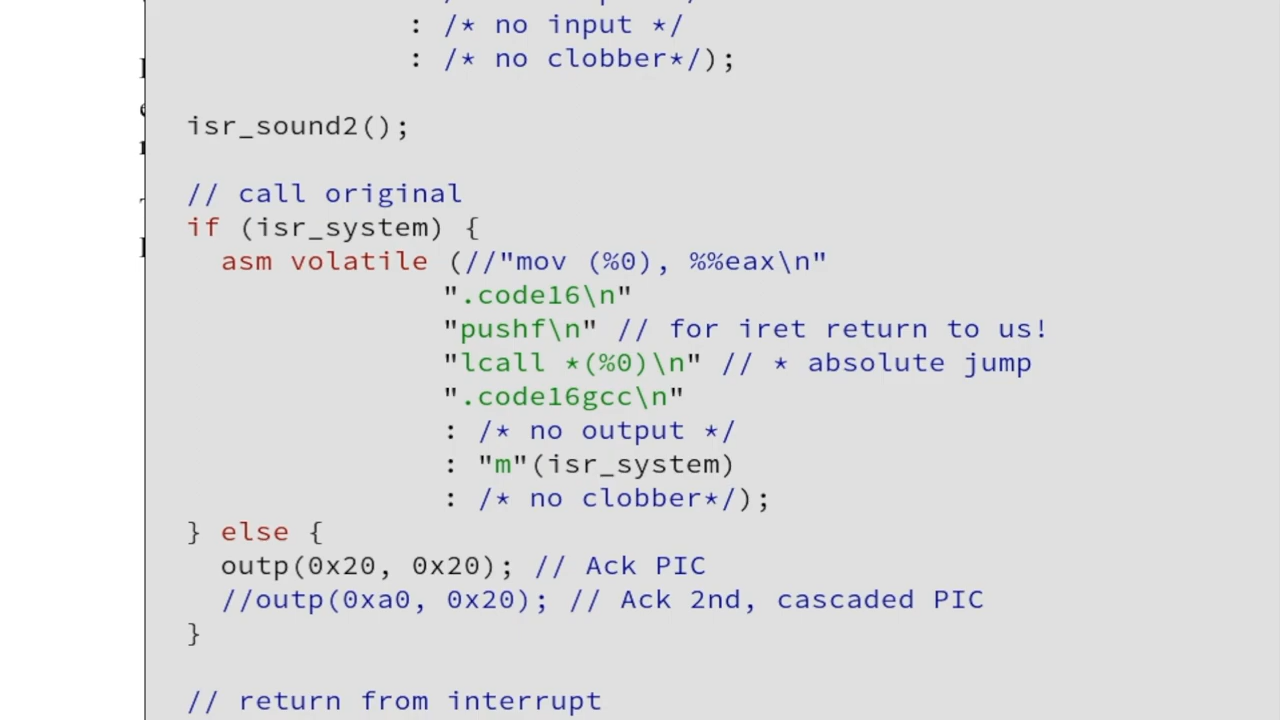 : /* no input */
: /* no clobber*/);
isr_sound2();
// call original
if (isr_system) {
asm volatile (//"mov (%0), %%eax\n"
".code16\n"
"pushf\n" // for iret return to us!
"lcall *(%0)\n" // * absolute jump
".code16gcc\n"
: /* no output */
: "m"(isr_system)
: /* no clobber*/);
} else {
outp(0x20, 0x20); // Ack PIC
//outp(0xa0, 0x20); // Ack 2nd, cascaded PIC
}
// return from interrupt